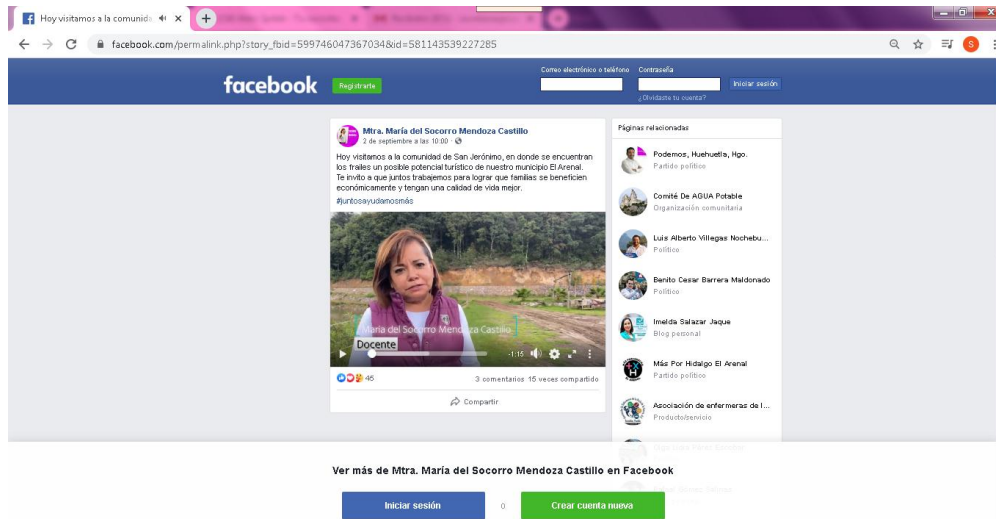 Hoy visitamos a la comunida
facebook.com/permalink.php?story_fbid=599746047367034&id=581143539227285
S
Correo electrónico o teléfono
Contraseña
facebook
Registrarte
Iniciar sesión
¿Olvidaste tu cuenta?
Mtra. María del Socorro Mendoza Castillo
2 de septiembre a las 10:00 ·
Hoy visitamos a la comunidad de San Jerónimo, en donde se encuentran
los frailes un posible potencial turístico de nuestro municipio El Arenal.
Te invito a que juntos trabajemos para lograr que familias se beneficien
económicamente y tengan una calidad de vida mejor.
#juntosayudamosmás
María del Socorro Mendoza Castillo
Docente
-1:15
46
3 comentarios 15 veces compartido
Compartir
Páginas relacionadas
Podemos, Huehuetla, Hgo.
Partido político
Comité De AGUA Potable
Organización comunitaria
Luis Alberto Villegas Nochebu...
Político
Benito Cesar Barrera Maldonado
Político
Imelda Salazar Jaque
Blog personal
Más Por Hidalgo El Arenal
Partido político
Asociación de enfermeras de l...
Producto/servicio
Ver más de Mtra. María del Socorro Mendoza Castillo en Facebook
Iniciar sesión
o
Crear cuenta nueva